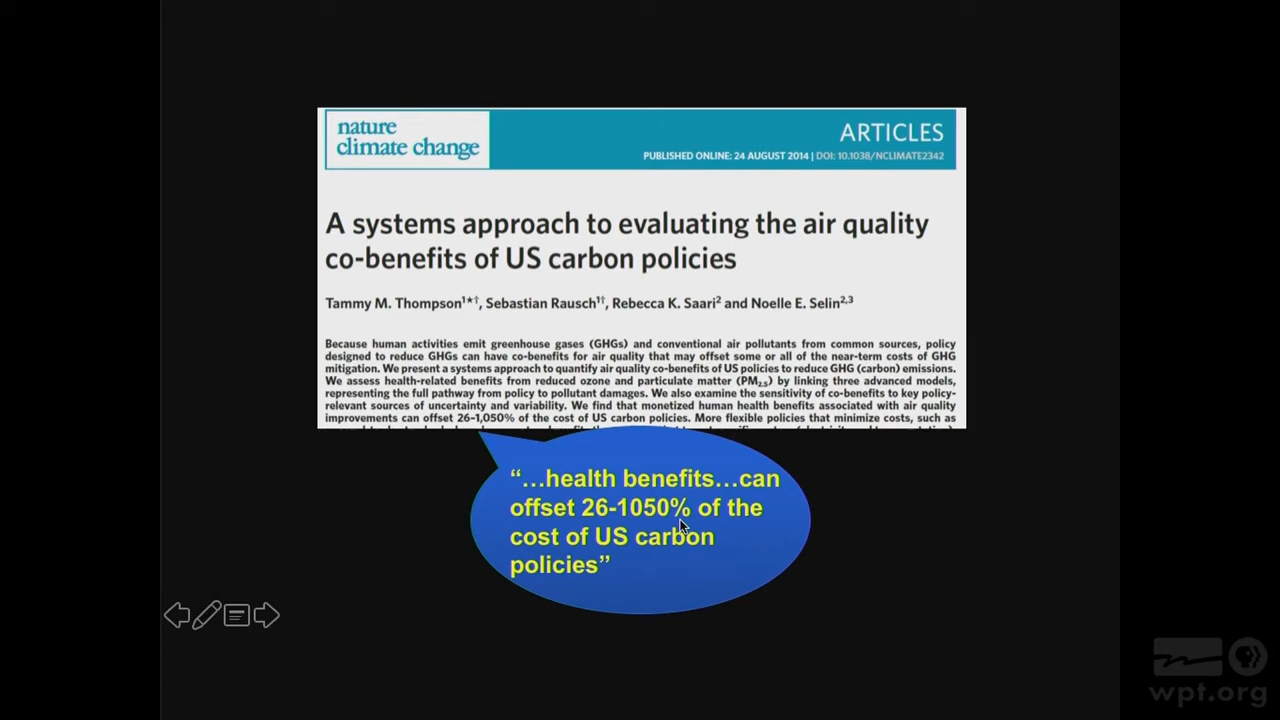 nature
climate change
ARTICLES
PUBLISHED ONLINE: 24 AUGUST 2014 | DOI: 10.1038/NCLIMATE2342
A systems approach to evaluating the air quality
co-benefits of US carbon policies
Tammy M. Thompson1*†, Sebastian Rausch1†, Rebecca K. Saari2 and Noelle E. Selin2,3
Because human activities emit greenhouse gases (GHGs) and conventional air pollutants from common sources, policy
designed to reduce GHGs can have co-benefits for air quality that may offset some or all of the near-term costs of GHG
mitigation. We present a systems approach to quantify air quality co-benefits of US policies to reduce GHG (carbon) emissions.
We assess health-related benefits from reduced ozone and particulate matter (PM2.5) by linking three advanced models,
representing the full pathway from policy to pollutant damages. We also examine the sensitivity of co-benefits to key policy-
relevant sources of uncertainty and variability. We find that monetized human health benefits associated with air quality
improvements can offset 26–1,050% of the cost of US carbon policies. More flexible policies that minimize costs, such as
“…health benefits…can
offset 26-1050% of the
cost of US carbon
policies”
wpt.org